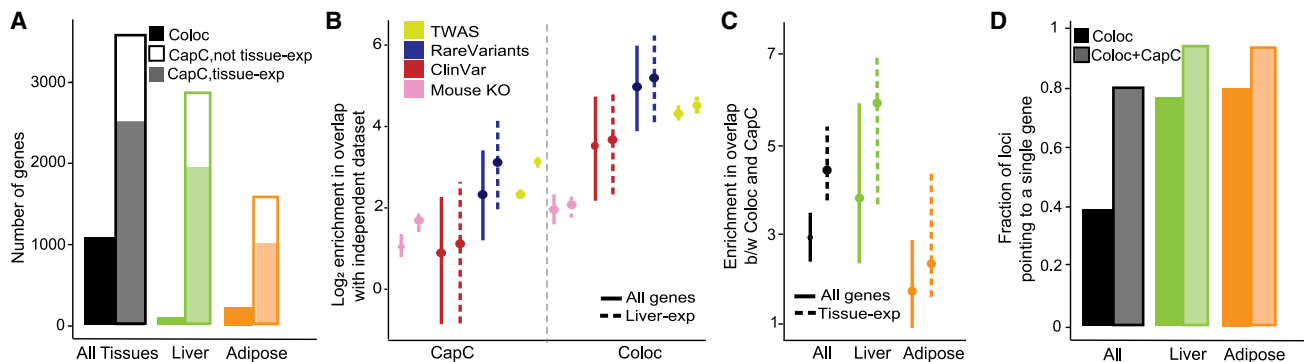 A
Number of genes
3000
2000
1000
0
Coloc
CapC,not tissue-exp
CapC,tissue-exp
All Tissues
Liver
Adipose
B
Log₂ enrichment in overlap
with independent dataset
6
4
2
0
TWAS
RareVariants
ClinVar
Mouse KO
All genes
Liver-exp
CapC
Coloc
C
Enrichment in overlap
b/w Coloc and CapC
7
5
3
1
All genes
Tissue-exp
All
Liver
Adipose
D
Fraction of loci
pointing to a single gene
1
0.8
0.6
0.4
0.2
0
Coloc
Coloc+CapC
All
Liver
Adipose